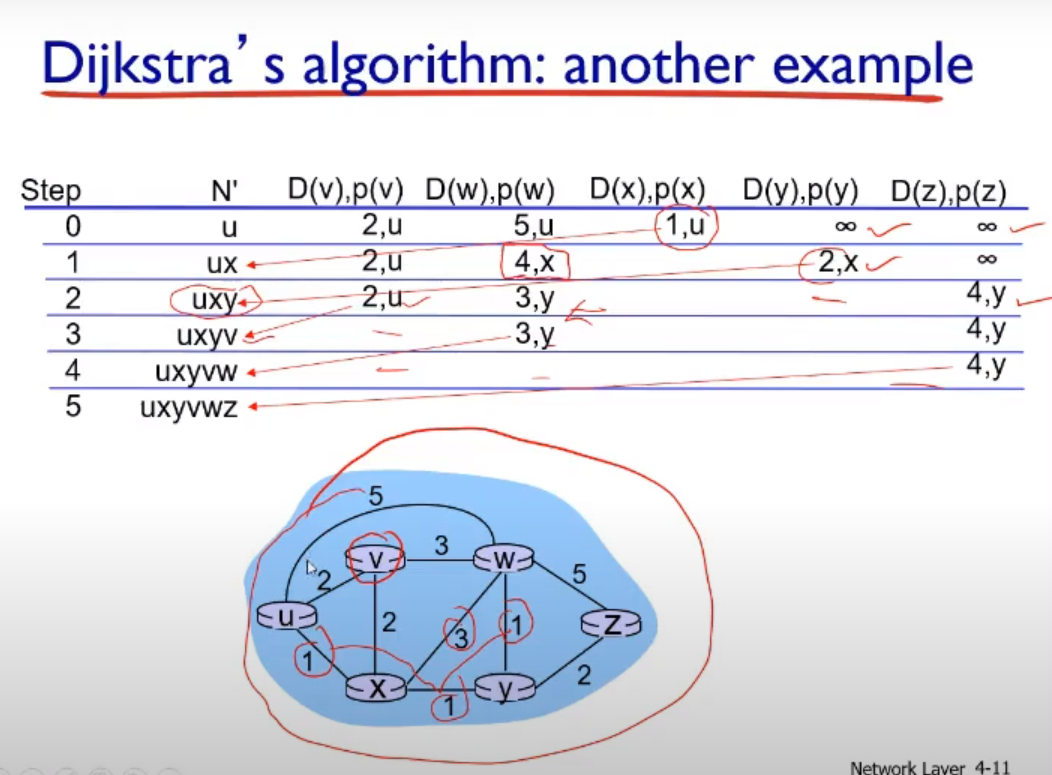 Dijkstra's algorithm: another example
Step N' D(v),p(v) D(w),p(w) D(x),p(x) D(y),p(y) D(z),p(z)
0 u 2,u 5,u 1,u ∞ ∞
1 ux 2,u 4,x 2,x ∞
2 uxy 2,u 3,y 4,y
3 uxyv 3,y 4,y
4 uxyvw 4,y
5 uxyvwz
5
v 3 w
5
2
u 2 z
3 1
1
x y 2
1
Network Layer 4-11